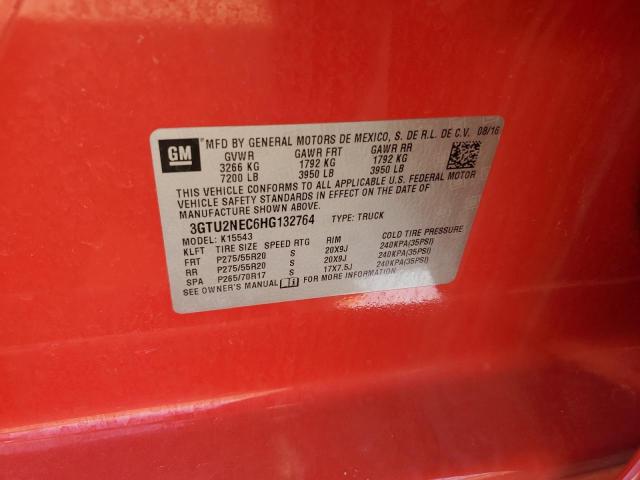 GM
MFD BY GENERAL MOTORS DE MEXICO, S. DE R.L. DE C.V. 08/16
GVWR GAWR FRT GAWR RR
3266 KG 1792 KG 1792 KG
7200 LB 3950 LB 3950 LB
THIS VEHICLE CONFORMS TO ALL APPLICABLE U.S. FEDERAL MOTOR
VEHICLE SAFETY STANDARDS IN EFFECT ON THE DATE OF
MANUFACTURE SHOWN ABOVE.
3GTU2NEC6HG132764 TYPE: TRUCK
MODEL: K15543
KLFT TIRE SIZE SPEED RTG RIM COLD TIRE PRESSURE
FRT P275/55R20 S 20X9J 240KPA(35PSI)
RR P275/55R20 S 20X9J 240KPA(35PSI)
SPA P265/70R17 S 17X7.5J 240KPA(35PSI)
SEE OWNER'S MANUAL FOR MORE INFORMATION.